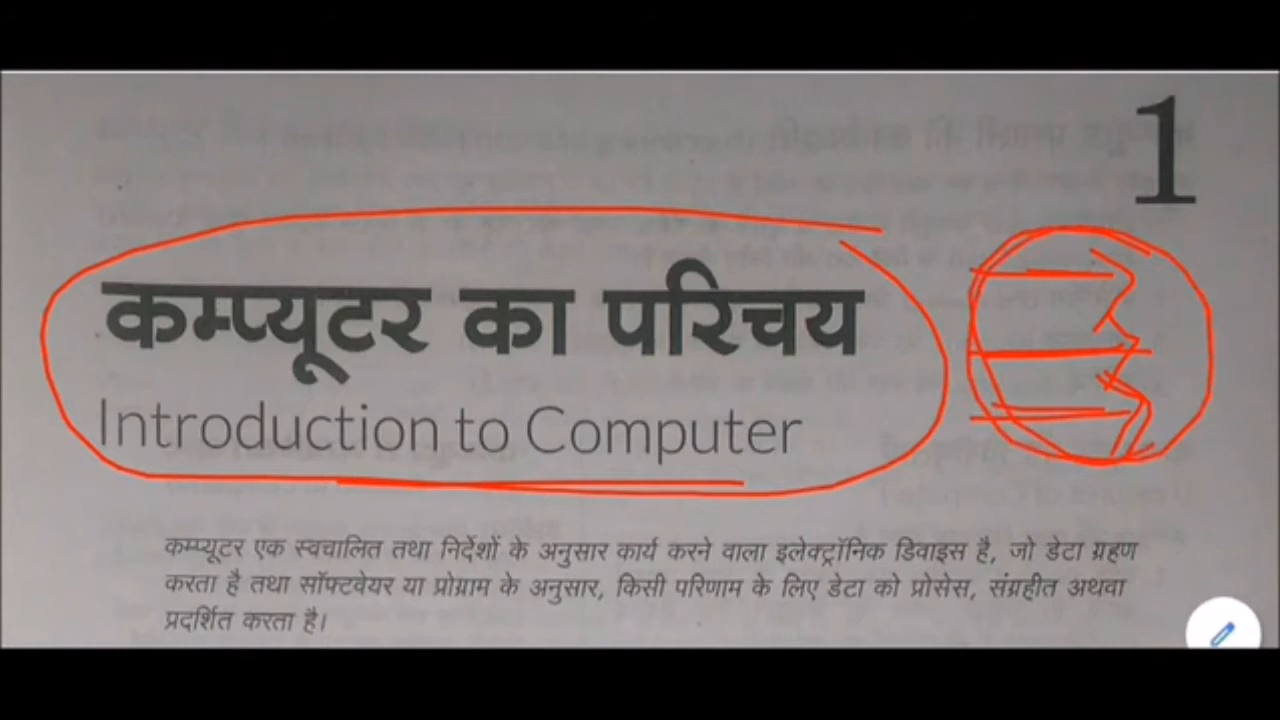 1
कम्प्यूटर का परिचय
Introduction to Computer
कम्प्यूटर एक स्वचालित तथा निर्देशों के अनुसार कार्य करने वाला इलेक्ट्रॉनिक डिवाइस है, जो डेटा ग्रहण
करता है तथा सॉफ्टवेयर या प्रोग्राम के अनुसार, किसी परिणाम के लिए डेटा को प्रोसेस, संग्रहीत अथवा
प्रदर्शित करता है।